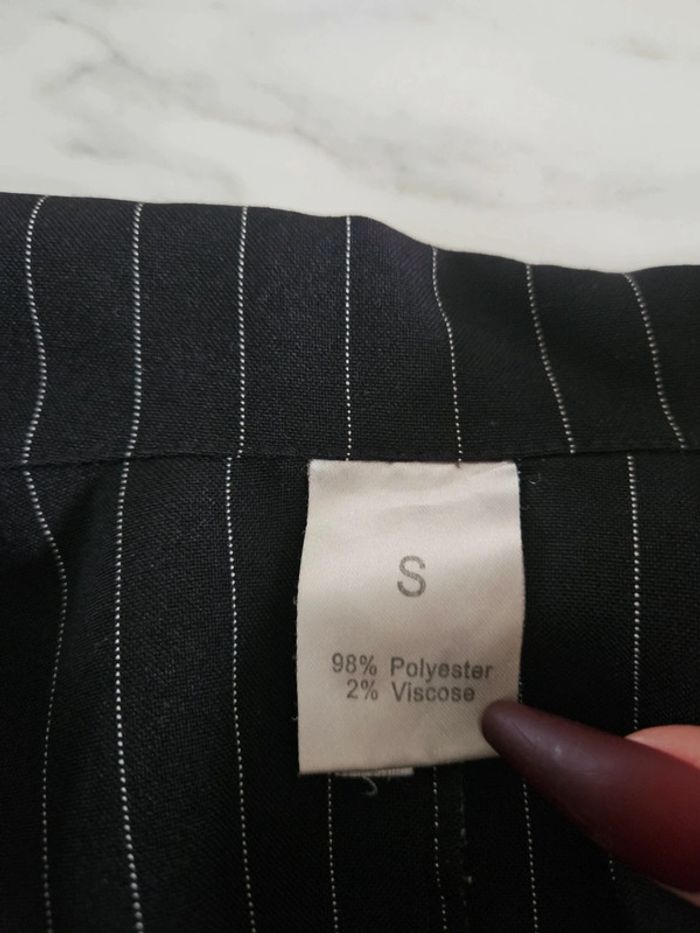 S
98% Polyester
2% Viscose